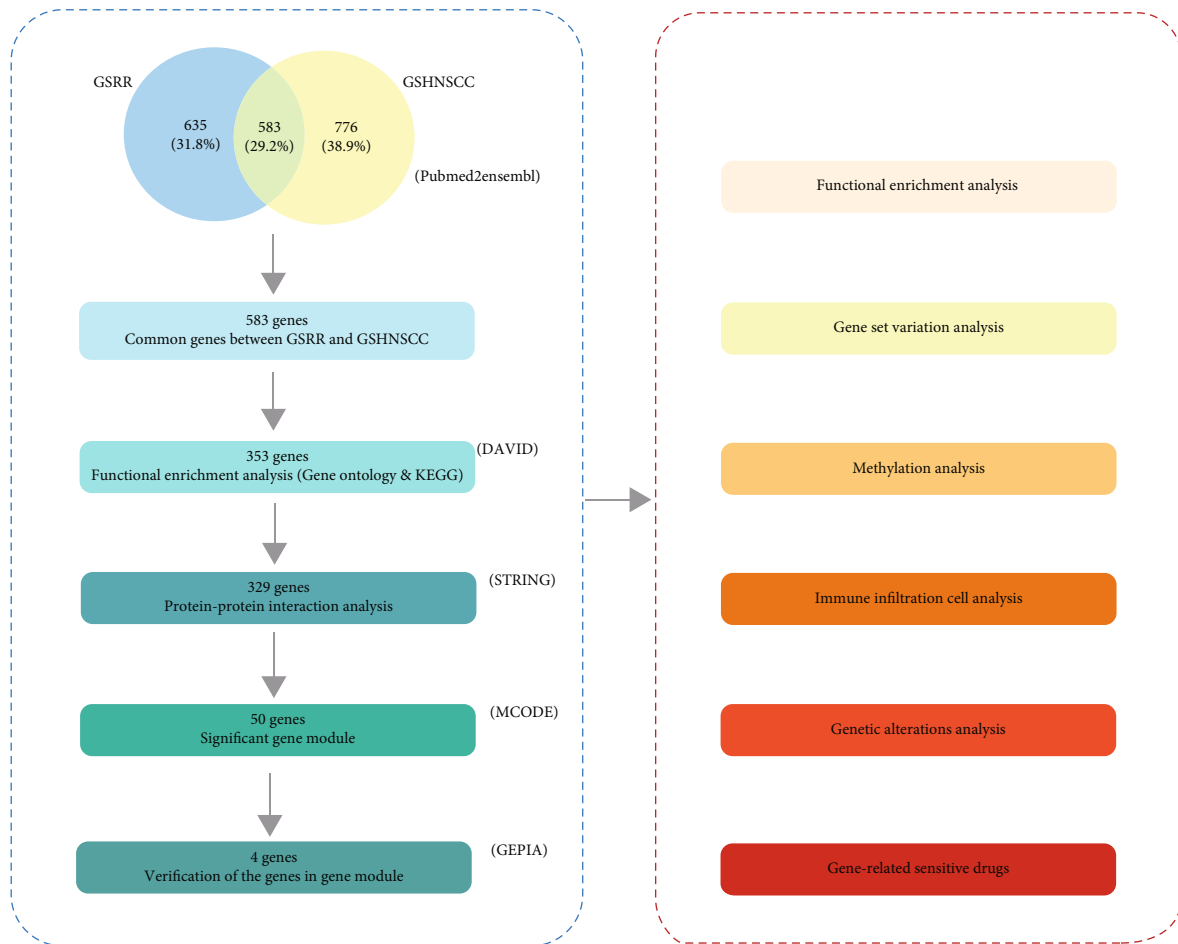 GSRR
GSHNSCC
635
(31.8%)
583
(29.2%)
776
(38.9%)
(Pubmed2ensembl)
583 genes
Common genes between GSRR and GSHNSCC
353 genes
Functional enrichment analysis (Gene ontology & KEGG)
(DAVID)
329 genes
Protein-protein interaction analysis
(STRING)
50 genes
Significant gene module
(MCODE)
4 genes
Verification of the genes in gene module
(GEPIA)
Functional enrichment analysis
Gene set variation analysis
Methylation analysis
Immune infiltration cell analysis
Genetic alterations analysis
Gene-related sensitive drugs